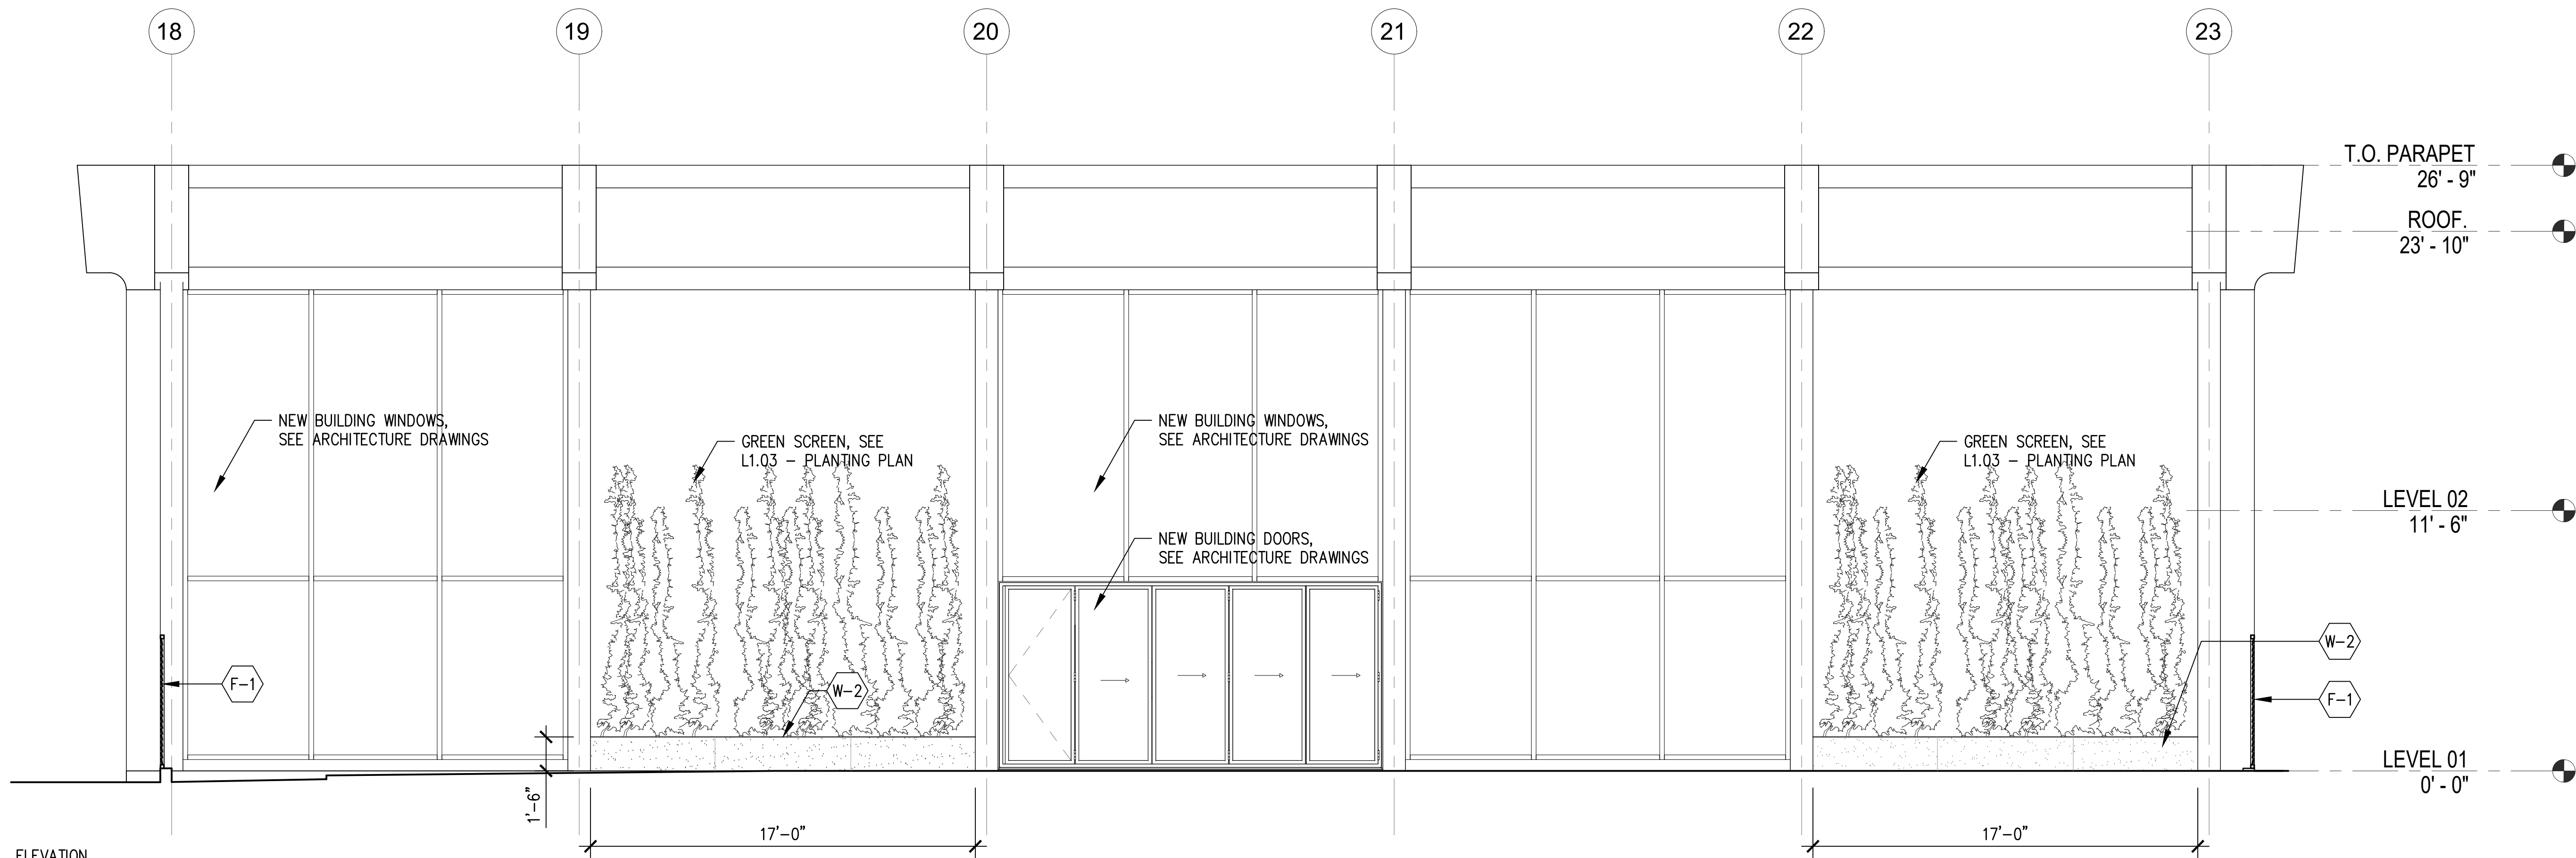 18
19
20
21
22
23
T.O. PARAPET
26' - 9"
ROOF.
23' - 10"
NEW BUILDING WINDOWS,
SEE ARCHITECTURE DRAWINGS
GREEN SCREEN, SEE
L1.03 - PLANTING PLAN
NEW BUILDING WINDOWS,
SEE ARCHITECTURE DRAWINGS
GREEN SCREEN, SEE
L1.03 - PLANTING PLAN
LEVEL 02
11' - 6"
NEW BUILDING DOORS,
SEE ARCHITECTURE DRAWINGS
W-2
F-1
W-2
F-1
LEVEL 01
0' - 0"
1'-6"
17'-0"
17'-0"
ELEVATION